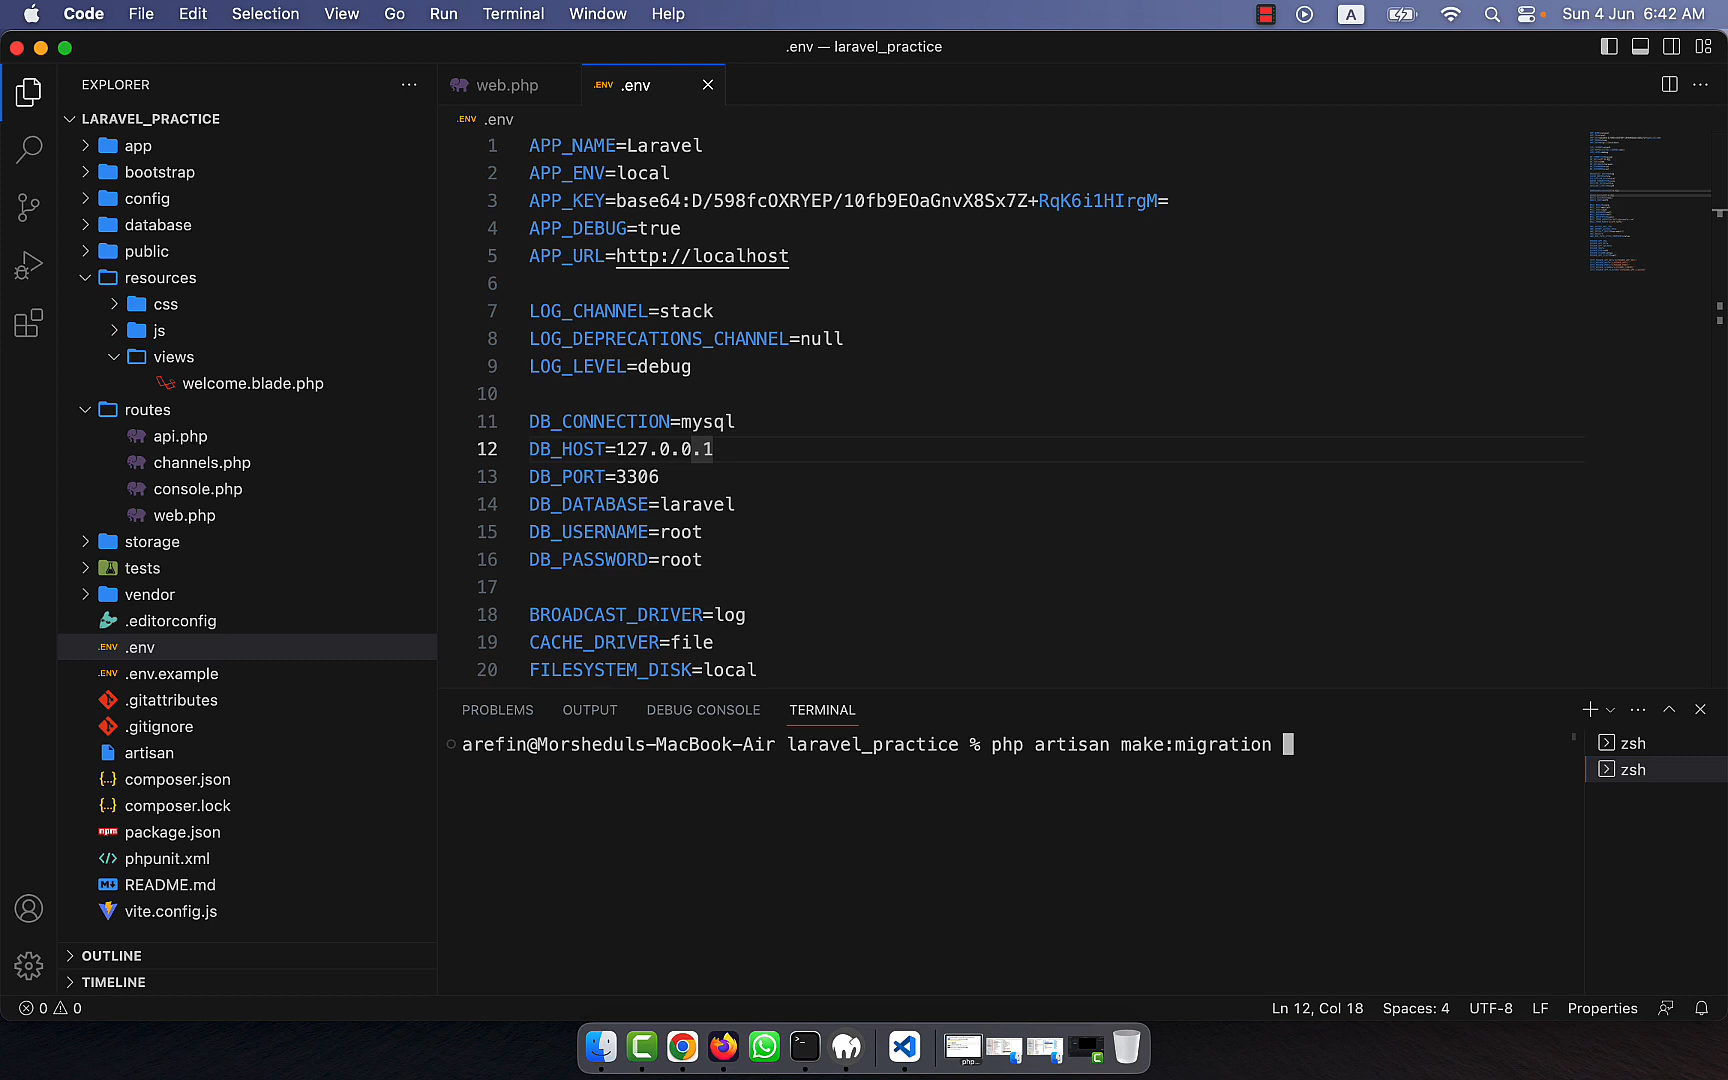 Code File Edit Selection View Go Run Terminal Window Help
A
Sun 4 Jun 6:42 AM
.env — laravel_practice
EXPLORER
LARAVEL_PRACTICE
app
bootstrap
config
database
public
resources
css
js
views
welcome.blade.php
routes
api.php
channels.php
console.php
web.php
storage
tests
vendor
.editorconfig
.ENV .env
.ENV .env.example
.gitattributes
.gitignore
artisan
{..} composer.json
{..} composer.lock
npm package.json
</> phpunit.xml
README.md
vite.config.js
OUTLINE
TIMELINE
web.php
.ENV .env
.ENV .env
1 APP_NAME=Laravel
2 APP_ENV=local
3 APP_KEY=base64:D/598fcOXRYEP/10fb9EOaGnvX8Sx7Z+RqK6i1HIrgM=
4 APP_DEBUG=true
5 APP_URL=http://localhost
6
7 LOG_CHANNEL=stack
8 LOG_DEPRECATIONS_CHANNEL=null
9 LOG_LEVEL=debug
10
11 DB_CONNECTION=mysql
12 DB_HOST=127.0.0.1
13 DB_PORT=3306
14 DB_DATABASE=laravel
15 DB_USERNAME=root
16 DB_PASSWORD=root
17
18 BROADCAST_DRIVER=log
19 CACHE_DRIVER=file
20 FILESYSTEM_DISK=local
PROBLEMS OUTPUT DEBUG CONSOLE TERMINAL
arefin@Morsheduls-MacBook-Air laravel_practice % php artisan make:migration
zsh
zsh
0 0
Ln 12, Col 18 Spaces: 4 UTF-8 LF Properties